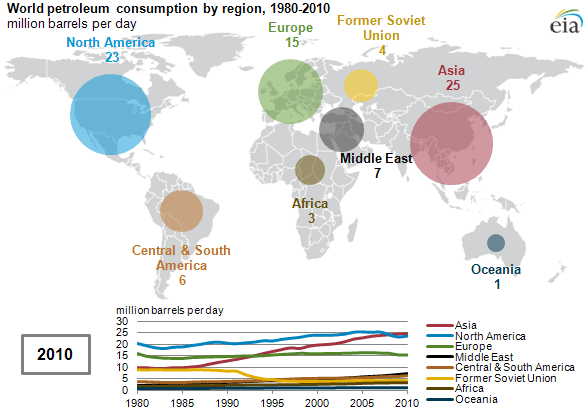 World petroleum consumption by region, 1980-2010
million barrels per day
eia
North America
23
Europe
15
Former Soviet
Union
4
Asia
25
Middle East
7
Africa
3
Central & South
America
6
Oceania
1
2010
million barrels per day
30
25
20
15
10
5
0
1980
1985
1990
1995
2000
2005
2010
Asia
North America
Europe
Middle East
Central & South America
Former Soviet Union
Africa
Oceania